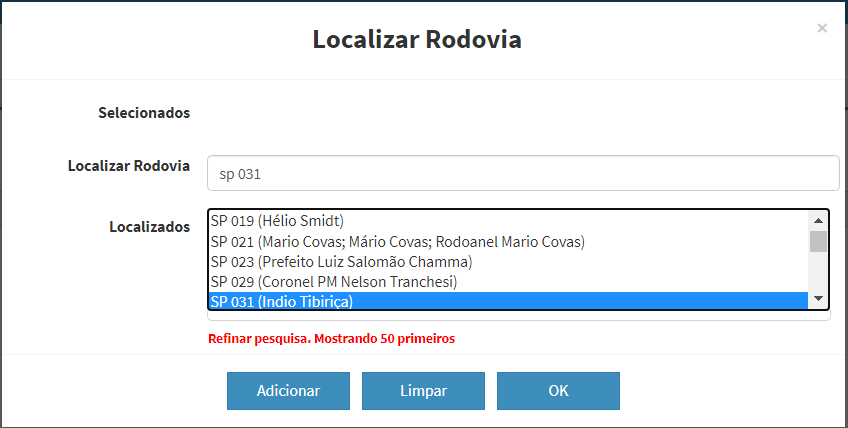 Localizar Rodovia
×
Selecionados
Localizar Rodovia
sp 031
Localizados
SP 019 (Hélio Smidt)
SP 021 (Mario Covas; Mário Covas; Rodoanel Mario Covas)
SP 023 (Prefeito Luiz Salomão Chamma)
SP 029 (Coronel PM Nelson Tranchesi)
SP 031 (Indio Tibiriça)
Refinar pesquisa. Mostrando 50 primeiros
Adicionar
Limpar
OK